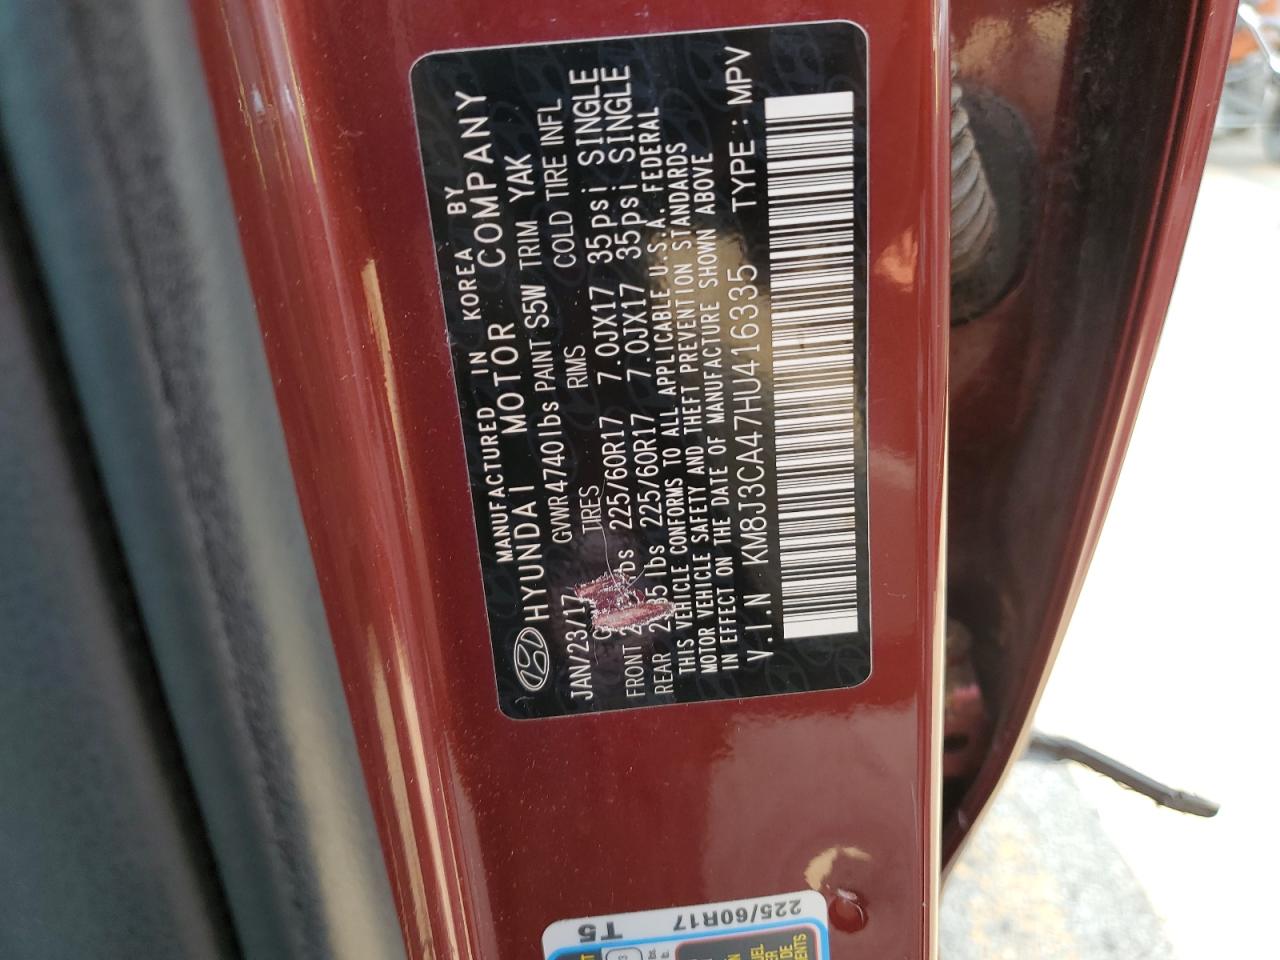 MANUFACTURED IN KOREA BY
HYUNDAI MOTOR COMPANY
JAN/23/17 GVWR4740lbs PAINT S5W TRIM YAK
TIRES RIMS COLD TIRE INFL
FRONT lbs 225/60R17 7.0JX17 35psi SINGLE
REAR lbs 225/60R17 7.0JX17 35psi SINGLE
THIS VEHICLE CONFORMS TO ALL APPLICABLE U.S.A. FEDERAL
MOTOR VEHICLE SAFETY AND THEFT PREVENTION STANDARDS
IN EFFECT ON THE DATE OF MANUFACTURE SHOWN ABOVE
V.I.N KM8J3CA47HU416335 TYPE : MPV
225/60R17
T5